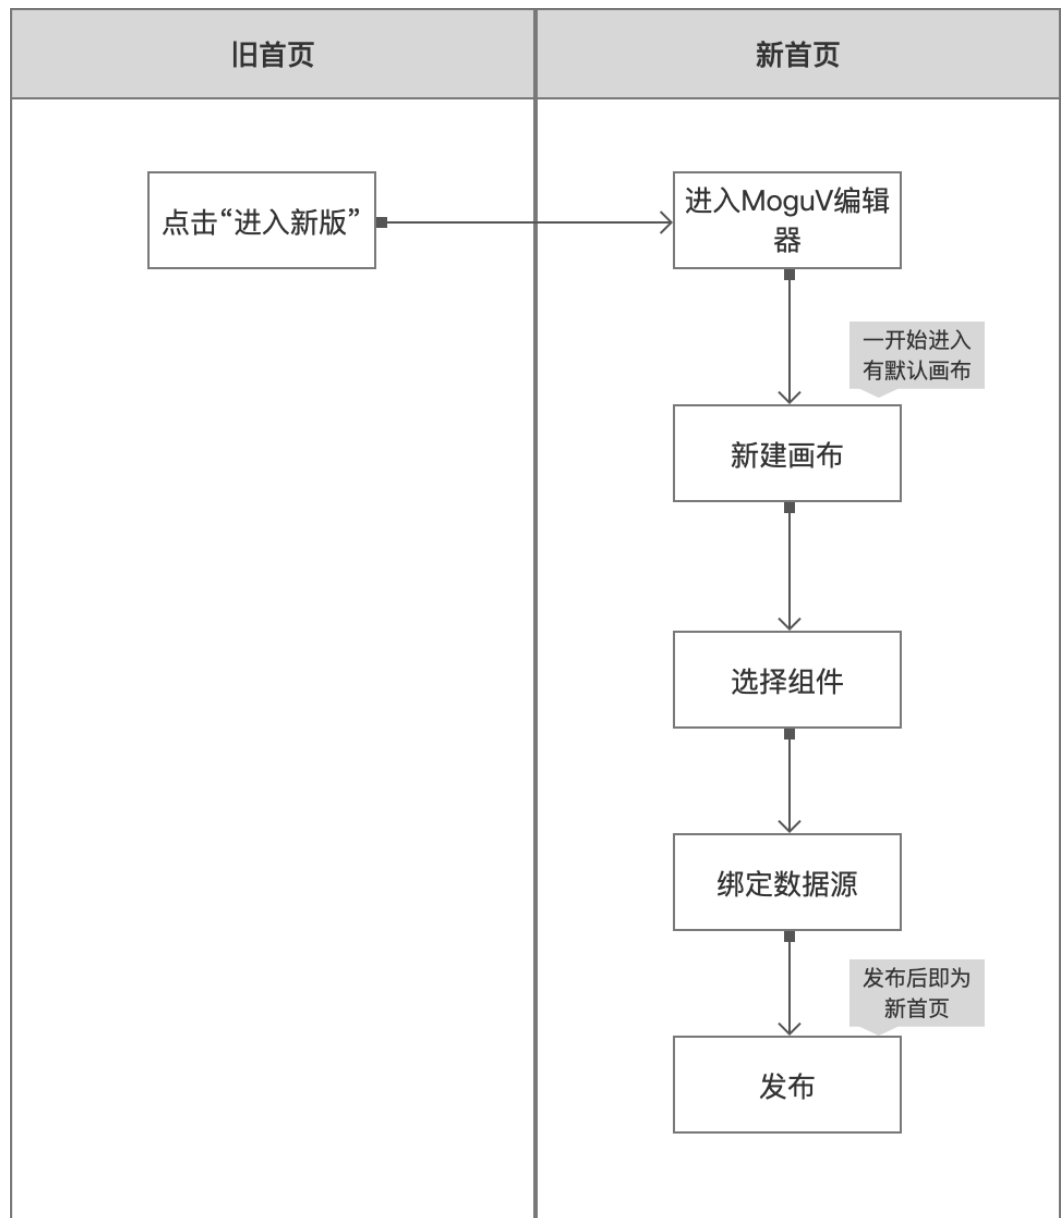 旧首页
新首页
点击“进入新版”
进入MoguV编辑
器
一开始进入
有默认画布
新建画布
选择组件
绑定数据源
发布后即为
新首页
发布